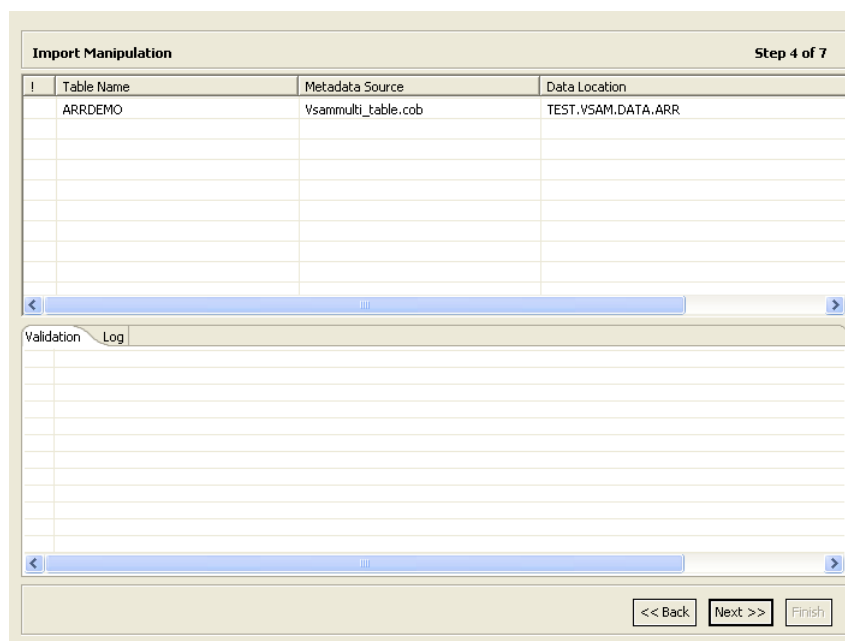 Import Manipulation Step 4 of 7
! Table Name Metadata Source Data Location
ARRDEMO Vsammulti_table.cob TEST.VSAM.DATA.ARR
Validation Log
<< Back Next >> Finish